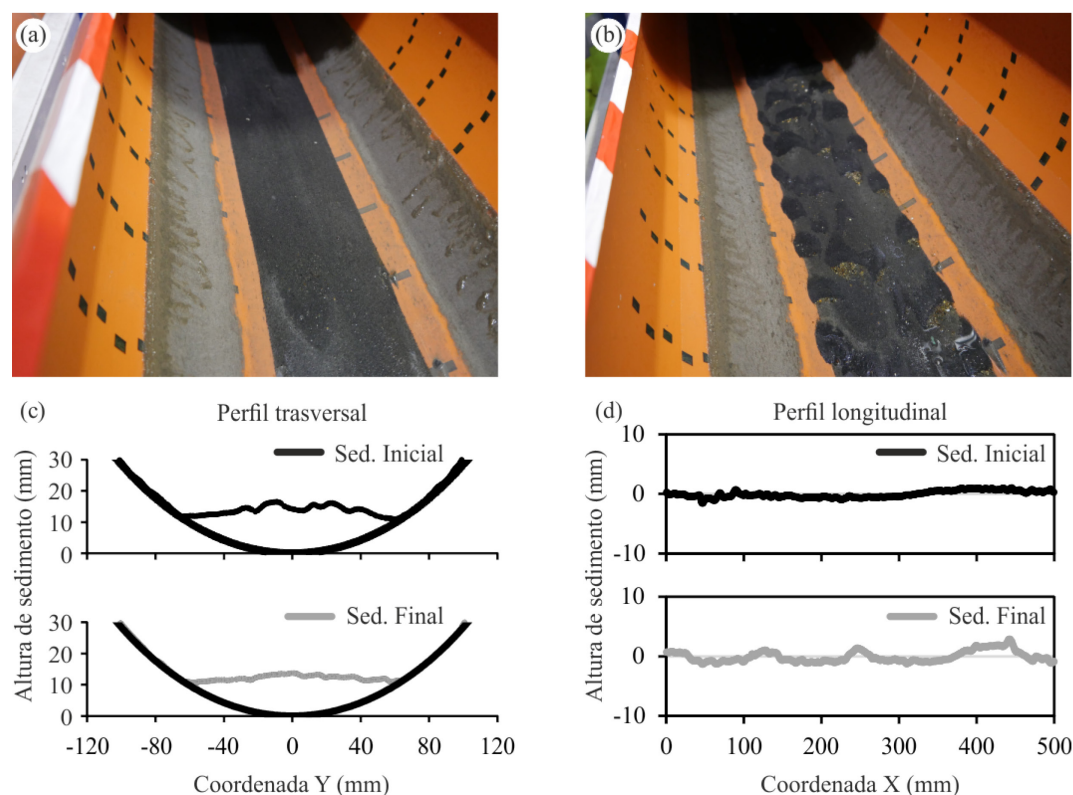 (a)
(b)
(c)
Perfil trasversal
Altura de sedimento (mm)
Sed. Inicial
30
20
10
0
Sed. Final
30
20
10
0
-120 -80 -40 0 40 80 120
Coordenada Y (mm)
(d)
Perfil longitudinal
Altura de sedimento (mm)
Sed. Inicial
10
0
-10
Sed. Final
10
0
-10
0 100 200 300 400 500
Coordenada X (mm)